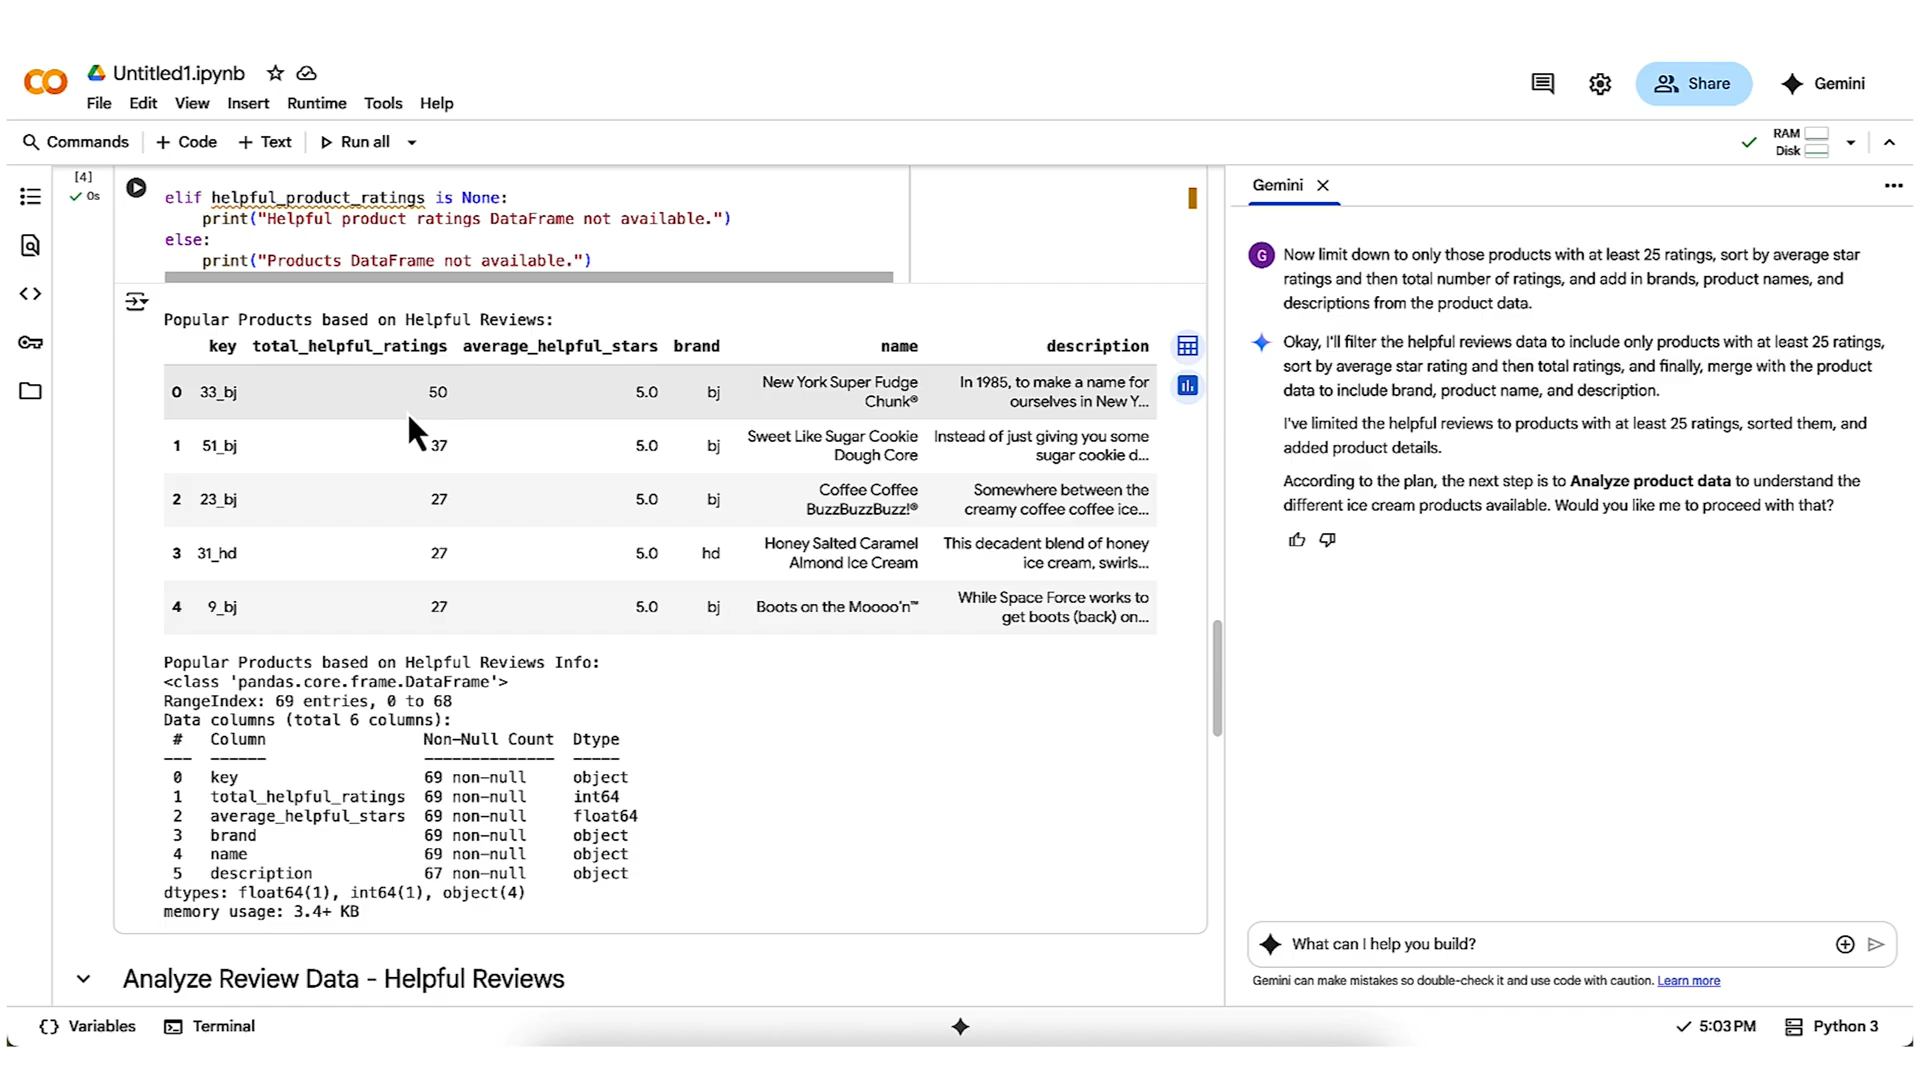 Untitled1.ipynb
File Edit View Insert Runtime Tools Help
Share
Gemini
Commands + Code + Text Run all
RAM
Disk
[4]
0s
elif helpful_product_ratings is None:
print("Helpful product ratings DataFrame not available.")
else:
print("Products DataFrame not available.")
Popular Products based on Helpful Reviews:
key total_helpful_ratings average_helpful_stars brand name description
0 33_bj 50 5.0 bj New York Super Fudge Chunk® In 1985, to make a name for ourselves in New Y...
1 51_bj 37 5.0 bj Sweet Like Sugar Cookie Dough Core Instead of just giving you some sugar cookie d...
2 23_bj 27 5.0 bj Coffee Coffee BuzzBuzzBuzz!® Somewhere between the creamy coffee coffee ice...
3 31_hd 27 5.0 hd Honey Salted Caramel Almond Ice Cream This decadent blend of honey ice cream, swirls...
4 9_bj 27 5.0 bj Boots on the Moooo'n™ While Space Force works to get boots (back) on...
Popular Products based on Helpful Reviews Info:
<class 'pandas.core.frame.DataFrame'>
RangeIndex: 69 entries, 0 to 68
Data columns (total 6 columns):
# Column Non-Null Count Dtype
--- ------ -------------- -----
0 key 69 non-null object
1 total_helpful_ratings 69 non-null int64
2 average_helpful_stars 69 non-null float64
3 brand 69 non-null object
4 name 69 non-null object
5 description 67 non-null object
dtypes: float64(1), int64(1), object(4)
memory usage: 3.4+ KB
Analyze Review Data - Helpful Reviews
Gemini
G
Now limit down to only those products with at least 25 ratings, sort by average star
ratings and then total number of ratings, and add in brands, product names, and
descriptions from the product data.
Okay, I'll filter the helpful reviews data to include only products with at least 25 ratings,
sort by average star rating and then total ratings, and finally, merge with the product
data to include brand, product name, and description.
I've limited the helpful reviews to products with at least 25 ratings, sorted them, and
added product details.
According to the plan, the next step is to Analyze product data to understand the
different ice cream products available. Would you like me to proceed with that?
What can I help you build?
Gemini can make mistakes so double-check it and use code with caution. Learn more
Variables Terminal
5:03 PM Python 3